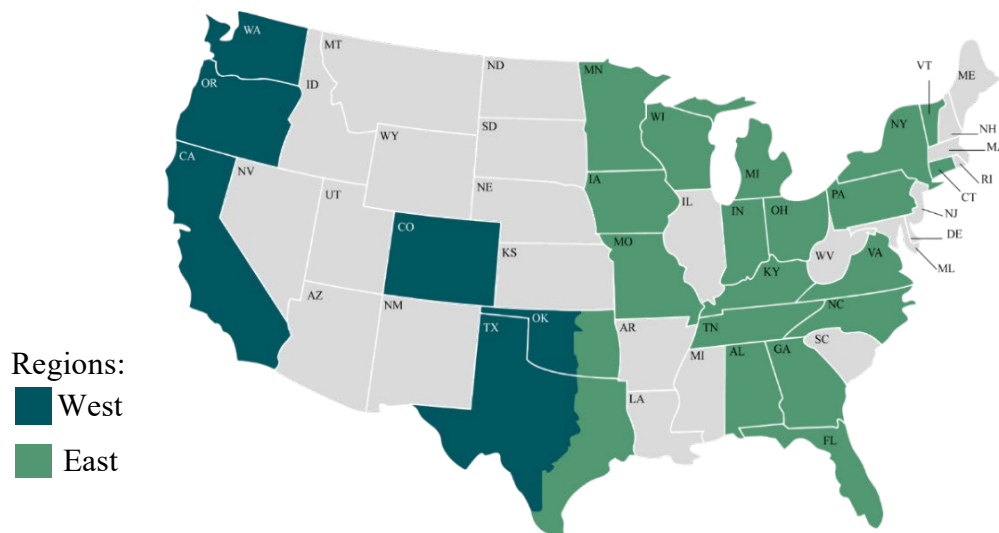 WA
MT
ND
MN
VT
ME
OR
ID
SD
WI
NY
NH
MA
WY
MI
RI
CA
NV
UT
NE
IA
IL
IN
OH
PA
CT
NJ
CO
KS
MO
WV
VA
DE
KY
ML
AZ
NM
TX
OK
AR
TN
NC
MI
AL
GA
SC
LA
FL
Regions:
West
East